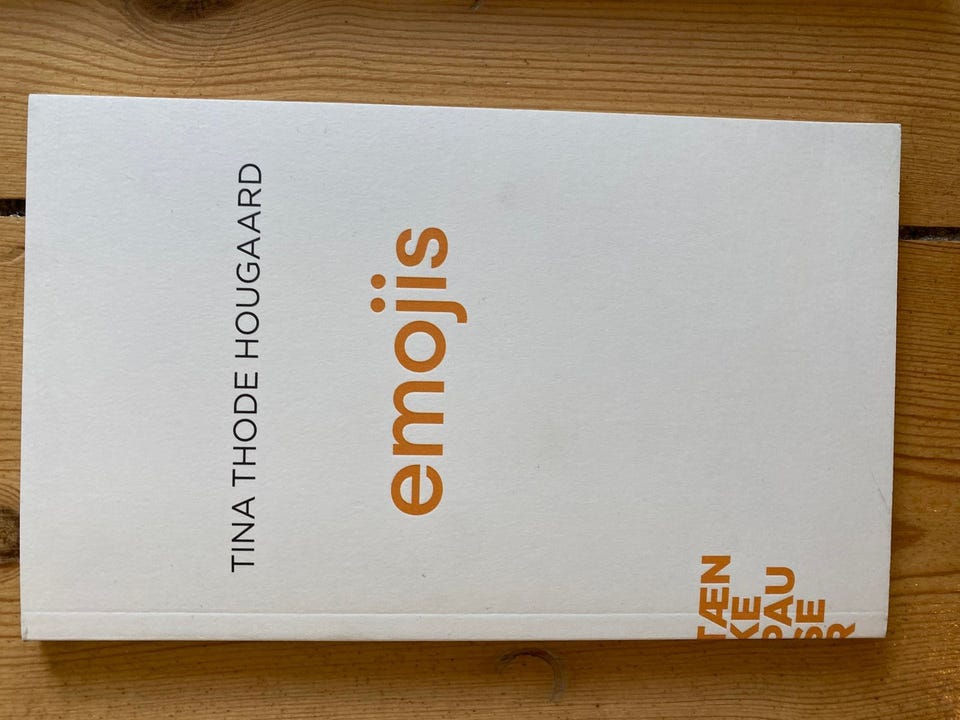 TINA THODE HOUGAARD
emojis
TÆN
KE
PAU
SE
R